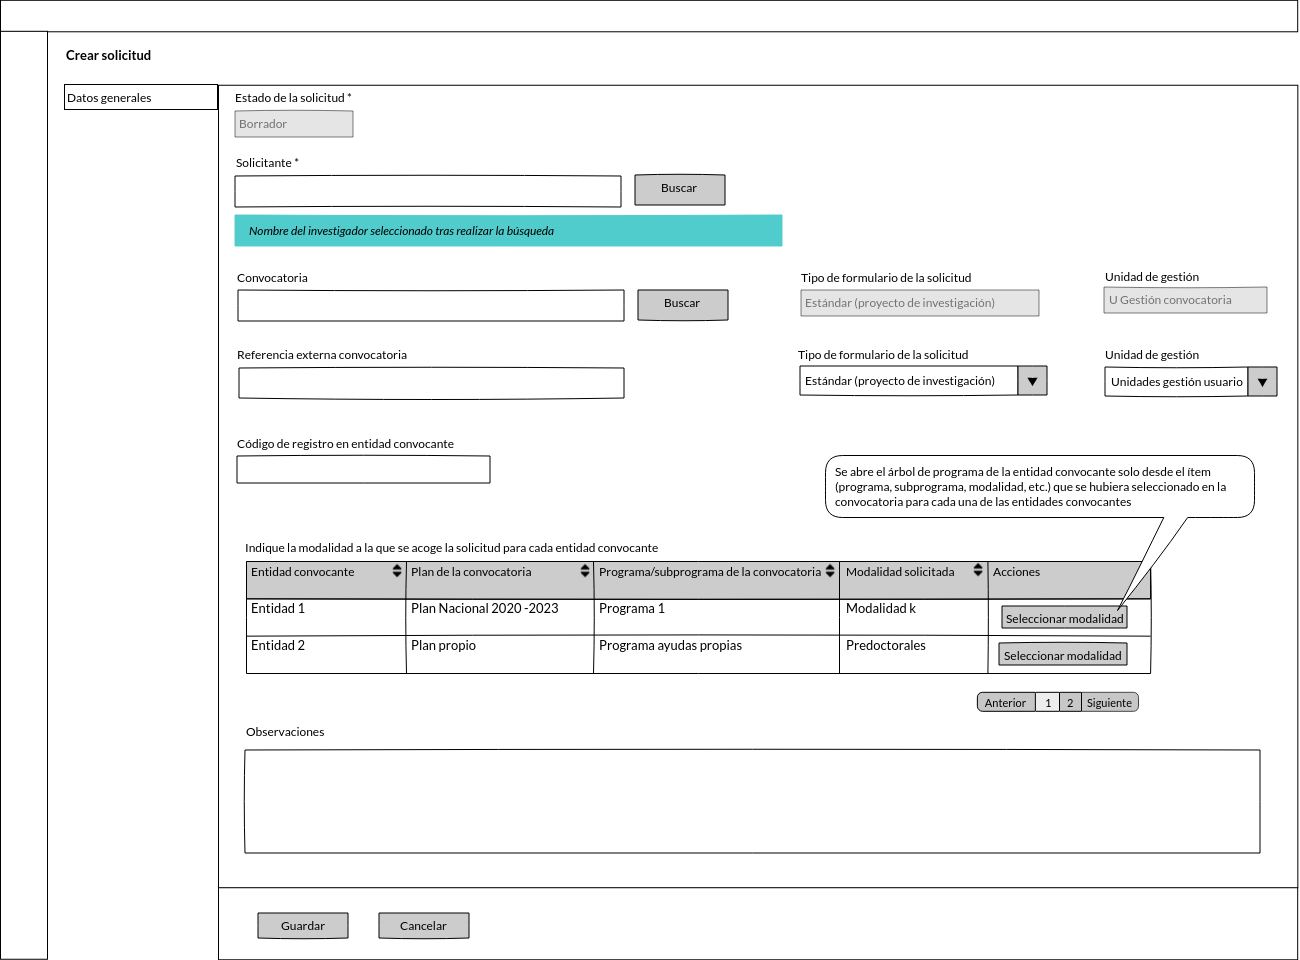 Crear solicitud
Datos generales
Estado de la solicitud *
Borrador
Solicitante *
Buscar
Nombre del investigador seleccionado tras realizar la búsqueda
Convocatoria
Tipo de formulario de la solicitud
Unidad de gestión
Buscar
Estándar (proyecto de investigación)
U Gestión convocatoria
Referencia externa convocatoria
Tipo de formulario de la solicitud
Unidad de gestión
Estándar (proyecto de investigación)
Unidades gestión usuario
Código de registro en entidad convocante
Se abre el árbol de programa de la entidad convocante solo desde el ítem
(programa, subprograma, modalidad, etc.) que se hubiera seleccionado en la
convocatoria para cada una de las entidades convocantes
Indique la modalidad a la que se acoge la solicitud para cada entidad convocante
Entidad convocante Plan de la convocatoria Programa/subprograma de la convocatoria Modalidad solicitada Acciones
Entidad 1 Plan Nacional 2020 -2023 Programa 1 Modalidad k Seleccionar modalidad
Entidad 2 Plan propio Programa ayudas propias Predoctorales Seleccionar modalidad
Anterior 1 2 Siguiente
Observaciones
Guardar Cancelar